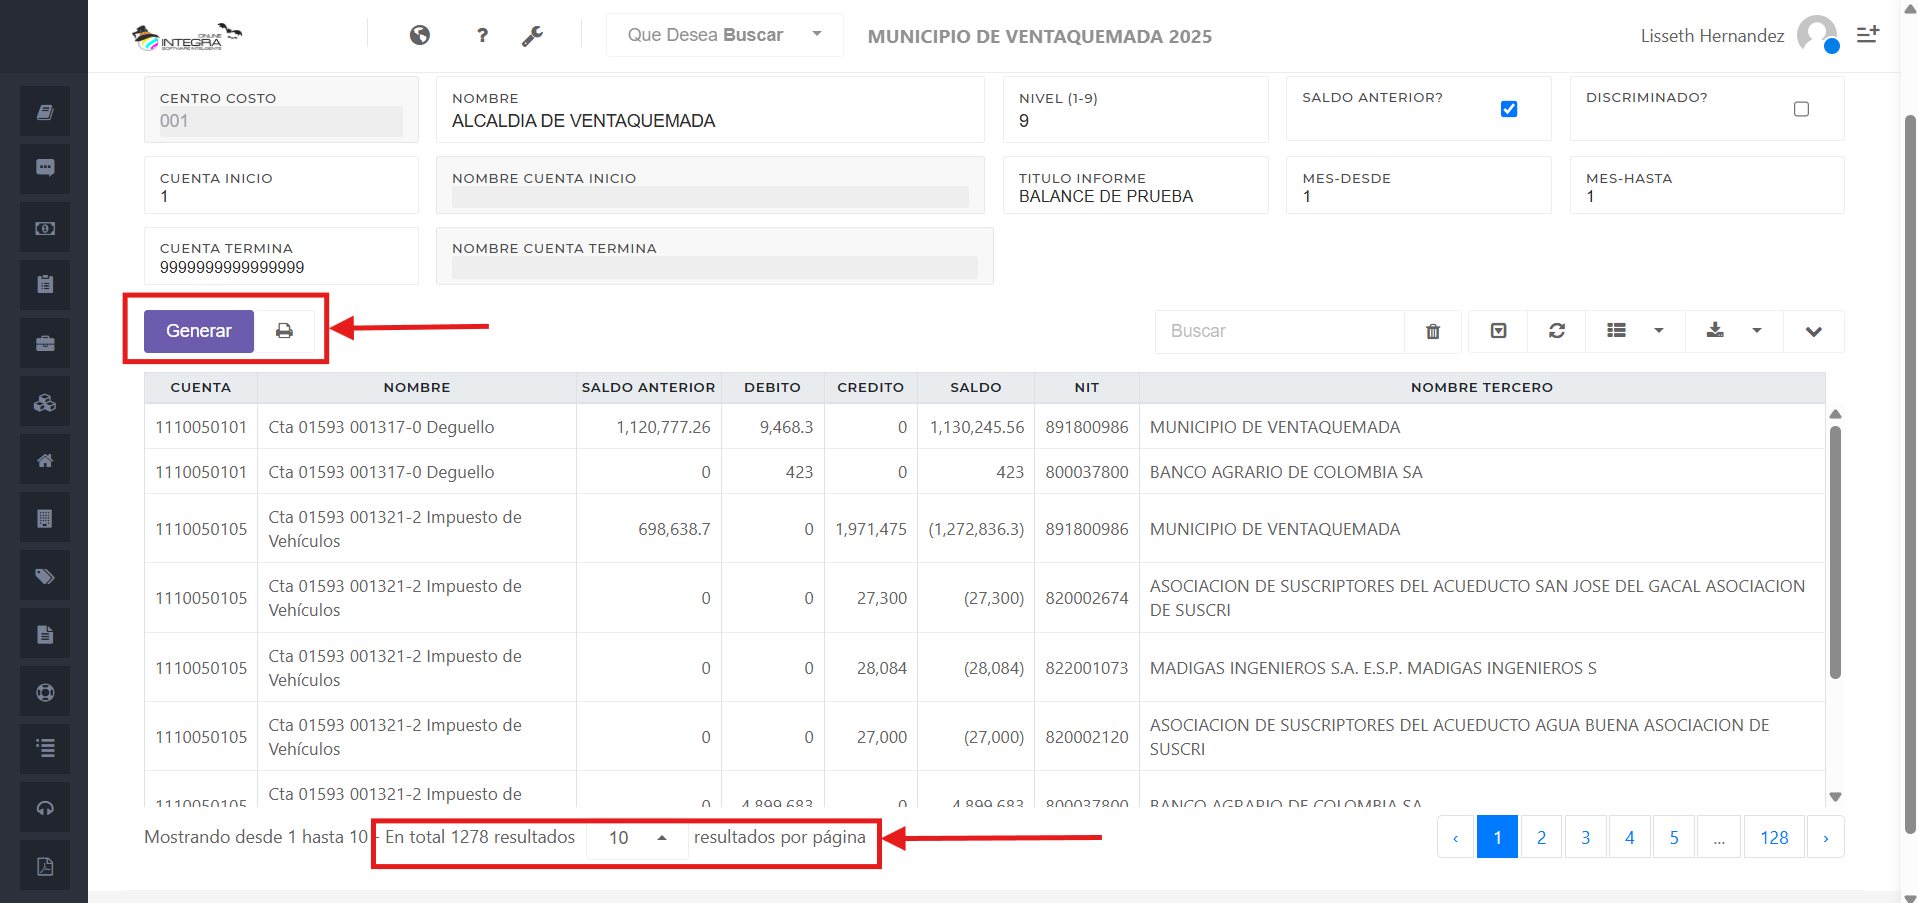 ONLINE
INTEGRA
SOFTWARE INTELIGENTE
?
Que Desea Buscar
MUNICIPIO DE VENTAQUEMADA 2025
Lisseth Hernandez
CENTRO COSTO
001
NOMBRE
ALCALDIA DE VENTAQUEMADA
NIVEL (1-9)
9
SALDO ANTERIOR?
DISCRIMINADO?
CUENTA INICIO
1
NOMBRE CUENTA INICIO
TITULO INFORME
BALANCE DE PRUEBA
MES-DESDE
1
MES-HASTA
1
CUENTA TERMINA
9999999999999999
NOMBRE CUENTA TERMINA
Generar
Buscar
CUENTA NOMBRE SALDO ANTERIOR DEBITO CREDITO SALDO NIT NOMBRE TERCERO
1110050101 Cta 01593 001317-0 Deguello 1,120,777.26 9,468.3 0 1,130,245.56 891800986 MUNICIPIO DE VENTAQUEMADA
1110050101 Cta 01593 001317-0 Deguello 0 423 0 423 800037800 BANCO AGRARIO DE COLOMBIA SA
1110050105 Cta 01593 001321-2 Impuesto de
Vehículos 698,638.7 0 1,971,475 (1,272,836.3) 891800986 MUNICIPIO DE VENTAQUEMADA
1110050105 Cta 01593 001321-2 Impuesto de
Vehículos 0 0 27,300 (27,300) 820002674 ASOCIACION DE SUSCRIPTORES DEL ACUEDUCTO SAN JOSE DEL GACAL ASOCIACION
DE SUSCRI
1110050105 Cta 01593 001321-2 Impuesto de
Vehículos 0 0 28,084 (28,084) 822001073 MADIGAS INGENIEROS S.A. E.S.P. MADIGAS INGENIEROS S
1110050105 Cta 01593 001321-2 Impuesto de
Vehículos 0 0 27,000 (27,000) 820002120 ASOCIACION DE SUSCRIPTORES DEL ACUEDUCTO AGUA BUENA ASOCIACION DE
SUSCRI
1110050105 Cta 01593 001321-2 Impuesto de 0 4,899,683 0 4,899,683 800037800 BANCO AGRARIO DE COLOMBIA SA
Mostrando desde 1 hasta 10 - En total 1278 resultados 10 resultados por página
‹ 1 2 3 4 5 ... 128 ›